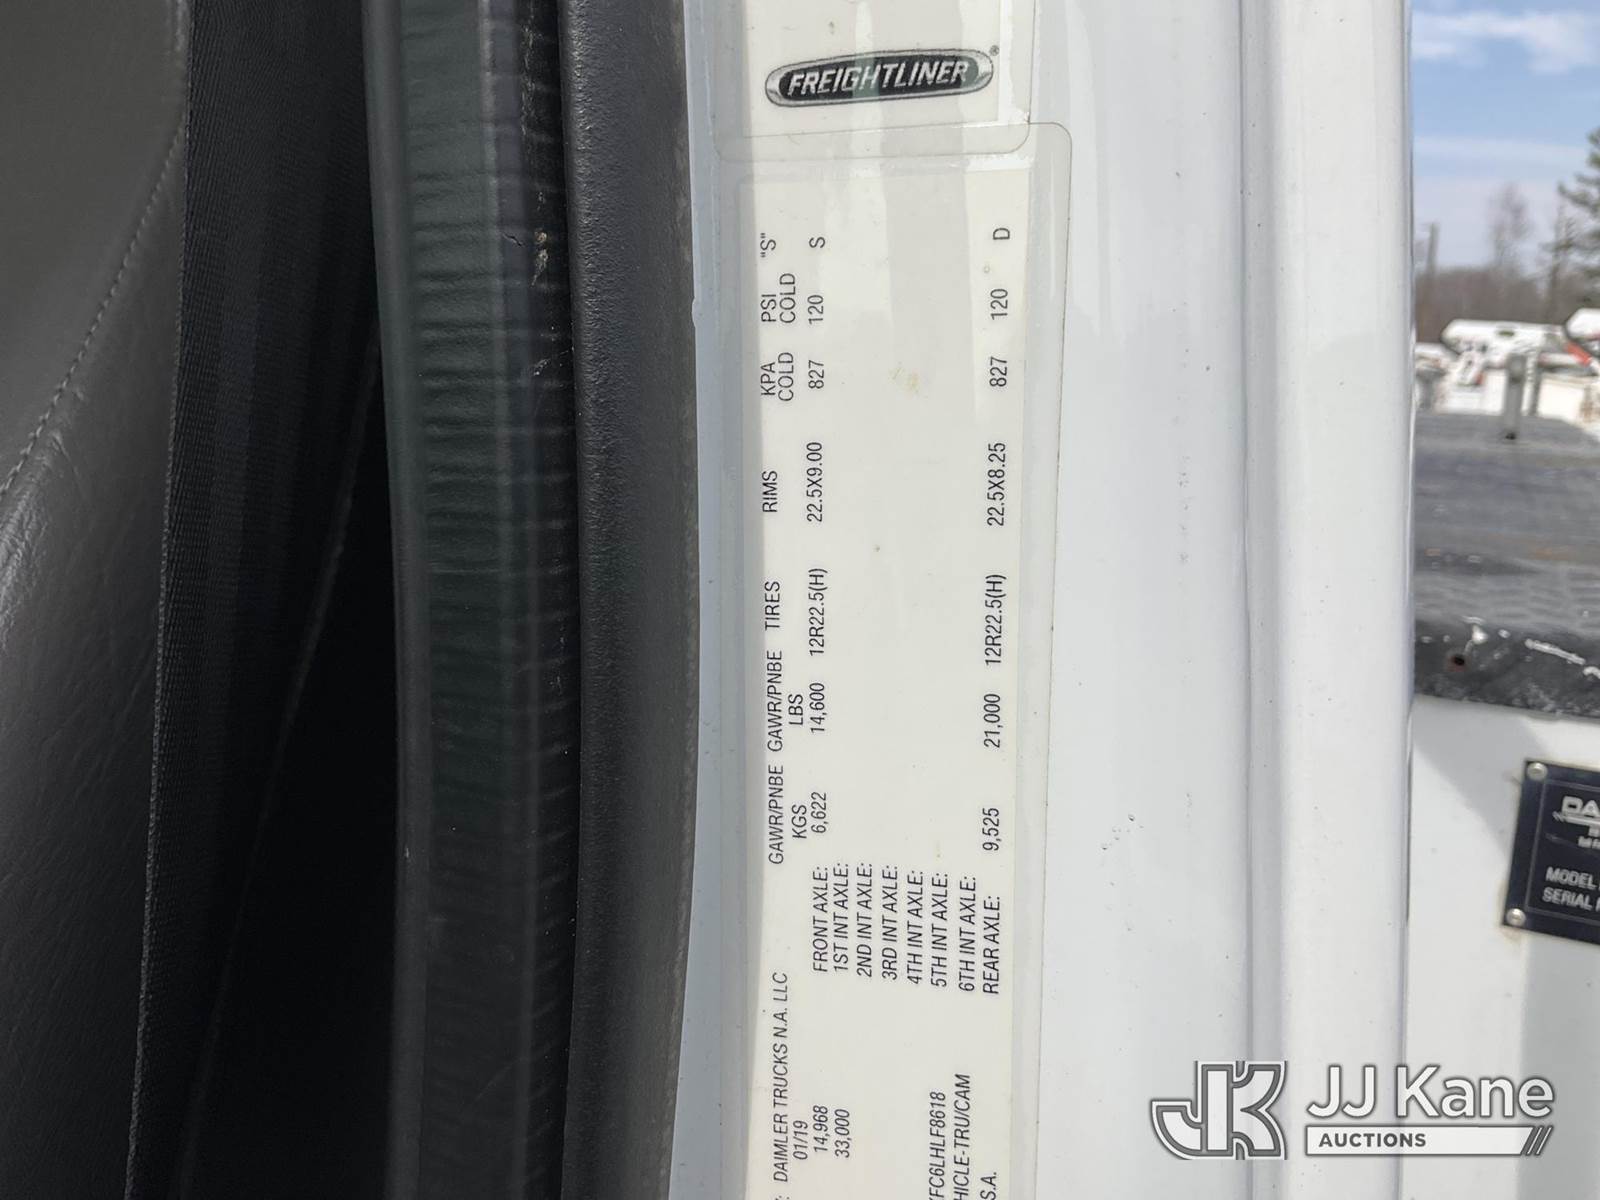 FREIGHTLINER®
DAIMLER TRUCKS N.A. LLC
01/19
14,968
33,000
GAWR/PNBE GAWR/PNBE TIRES RIMS KPA PSI "S"
KGS LBS COLD COLD
FRONT AXLE: 6,622 14,600 12R22.5(H) 22.5X9.00 827 120 S
1ST INT AXLE:
2ND INT AXLE:
3RD INT AXLE:
4TH INT AXLE:
5TH INT AXLE:
6TH INT AXLE:
REAR AXLE: 9,525 21,000 12R22.5(H) 22.5X8.25 827 120 D
FC6LHLF8618
HICLE-TRU/CAM
S.A.
MODEL
SERIAL
JJ Kane
AUCTIONS